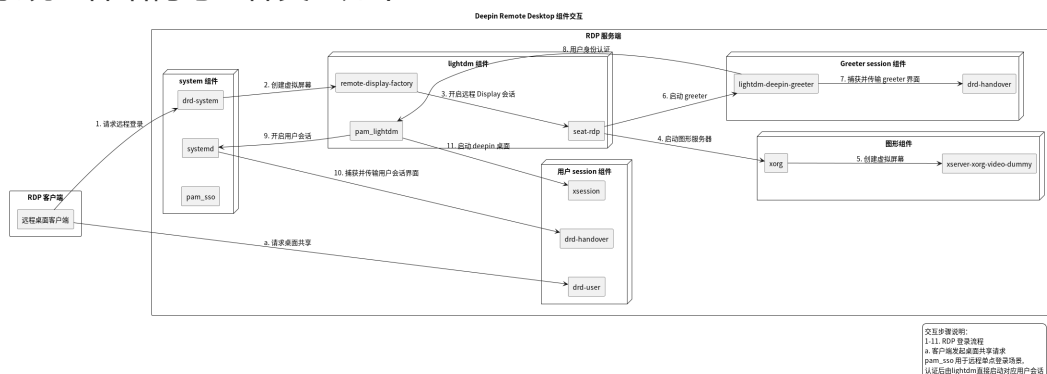 Deepin Remote Desktop 组件交互
RDP 服务端
8. 用户身份认证
lightdm 组件
Greeter session 组件
system 组件
remote-display-factory
lightdm-deepin-greeter
7. 捕获并传输 greeter 界面
drd-handover
2. 创建虚拟屏幕
drd-system
3. 开启远程 Display 会话
6. 启动 greeter
1. 请求远程登录
pam_lightdm
seat-rdp
9. 开启用户会话
4. 启动图形服务器
systemd
11. 启动 deepin 桌面
图形组件
5. 创建虚拟屏幕
xorg
xserver-xorg-video-dummy
10. 捕获并传输用户会话界面
用户 session 组件
xsession
pam_sso
RDP 客户端
远程桌面客户端
drd-handover
a. 请求桌面共享
drd-user
交互步骤说明:
1-11. RDP 登录流程
a. 客户端发起桌面共享请求
pam_sso 用于远程单点登录场景,
认证后由lightdm直接启动对应用户会话